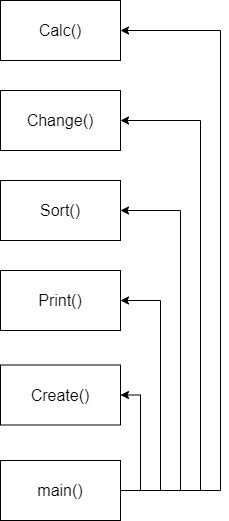 Calc()
Change()
Sort()
Print()
Create()
main()